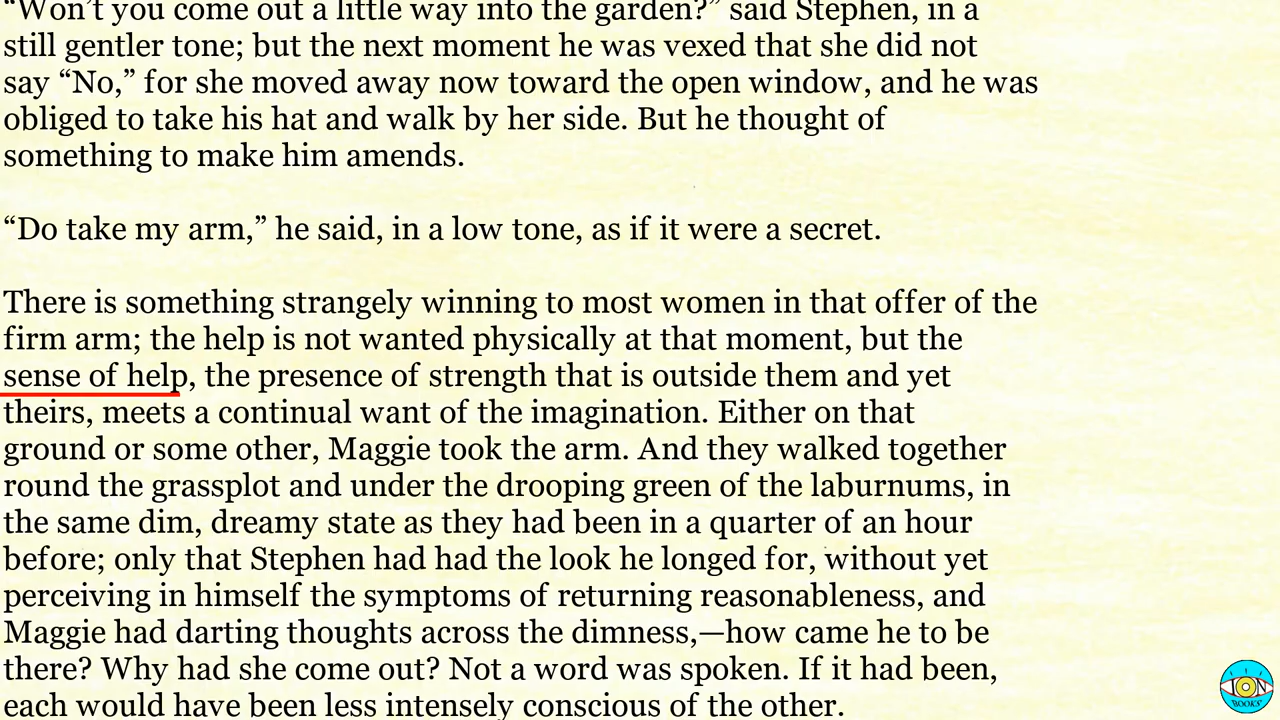 “Won’t you come out a little way into the garden?” said Stephen, in a
still gentler tone; but the next moment he was vexed that she did not
say “No,” for she moved away now toward the open window, and he was
obliged to take his hat and walk by her side. But he thought of
something to make him amends.
“Do take my arm,” he said, in a low tone, as if it were a secret.
There is something strangely winning to most women in that offer of the
firm arm; the help is not wanted physically at that moment, but the
sense of help, the presence of strength that is outside them and yet
theirs, meets a continual want of the imagination. Either on that
ground or some other, Maggie took the arm. And they walked together
round the grassplot and under the drooping green of the laburnums, in
the same dim, dreamy state as they had been in a quarter of an hour
before; only that Stephen had had the look he longed for, without yet
perceiving in himself the symptoms of returning reasonableness, and
Maggie had darting thoughts across the dimness,—how came he to be
there? Why had she come out? Not a word was spoken. If it had been,
each would have been less intensely conscious of the other.
ION
BOOKS